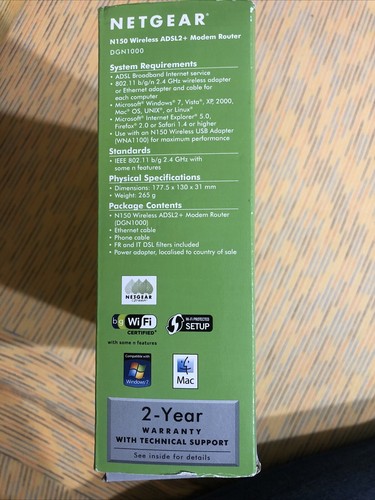 NETGEAR®
N150 Wireless ADSL2+ Modem Router
DGN1000
System Requirements
• ADSL Broadband Internet service
• 802.11 b/g/n 2.4 GHz wireless adapter
or Ethernet adapter and cable for
each computer
• Microsoft® Windows® 7, Vista®, XP, 2000,
Mac® OS, UNIX®, or Linux®
• Microsoft® Internet Explorer® 5.0,
Firefox® 2.0 or Safari 1.4 or higher
• Use with an N150 Wireless USB Adapter
(WNA1100) for maximum performance
Standards
• IEEE 802.11 b/g 2.4 GHz with
some n features
Physical Specifications
• Dimensions: 177.5 x 130 x 31 mm
• Weight: 265 g
Package Contents
• N150 Wireless ADSL2+ Modem Router
(DGN1000)
• Ethernet cable
• Phone cable
• FR and IT DSL filters included
• Power adapter, localised to country of sale
NETGEAR
b g Wi Fi
CERTIFIED™
with some n features
Wi-Fi PROTECTED
SETUP
Compatible with
Windows 7
Mac
2-Year
WARRANTY
WITH TECHNICAL SUPPORT
See inside for details